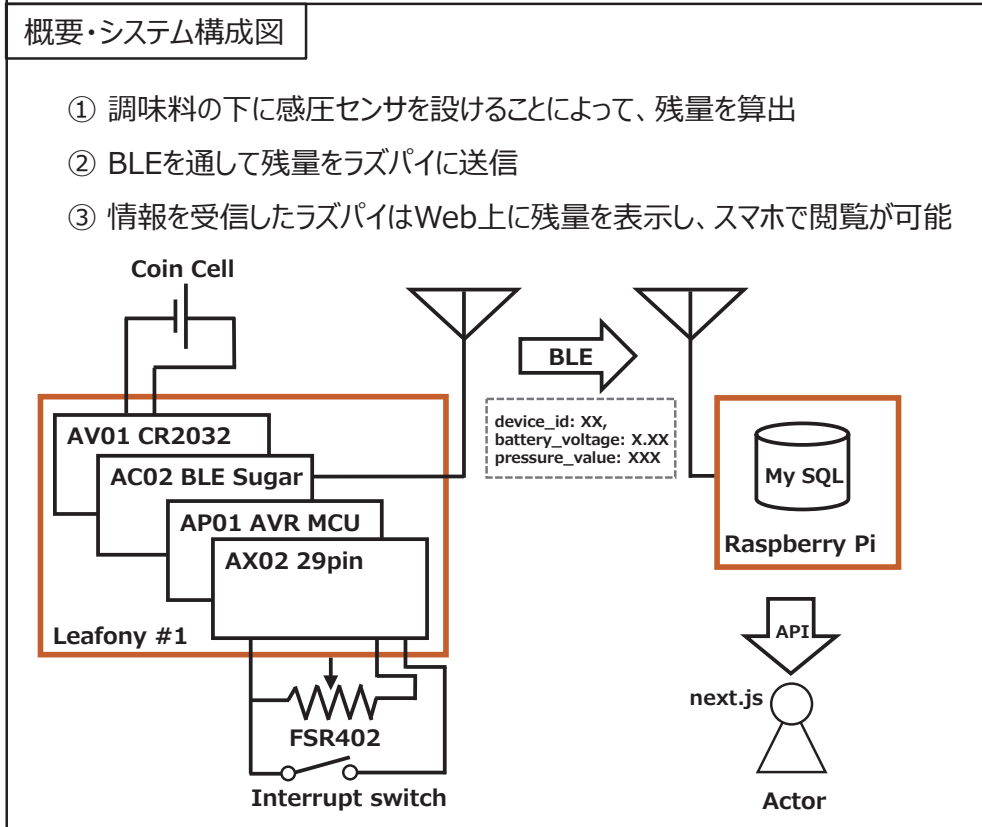 概要・システム構成図
① 調味料の下に感圧センサを設けることによって、残量を算出
② BLEを通して残量をラズパイに送信
③ 情報を受信したラズパイはWeb上に残量を表示し、スマホで閲覧が可能
Coin Cell
BLE
device_id: XX,
battery_voltage: X.XX
pressure_value: XXX
AV01 CR2032
AC02 BLE Sugar
AP01 AVR MCU
AX02 29pin
Leafony #1
FSR402
Interrupt switch
My SQL
Raspberry Pi
API
next.js
Actor